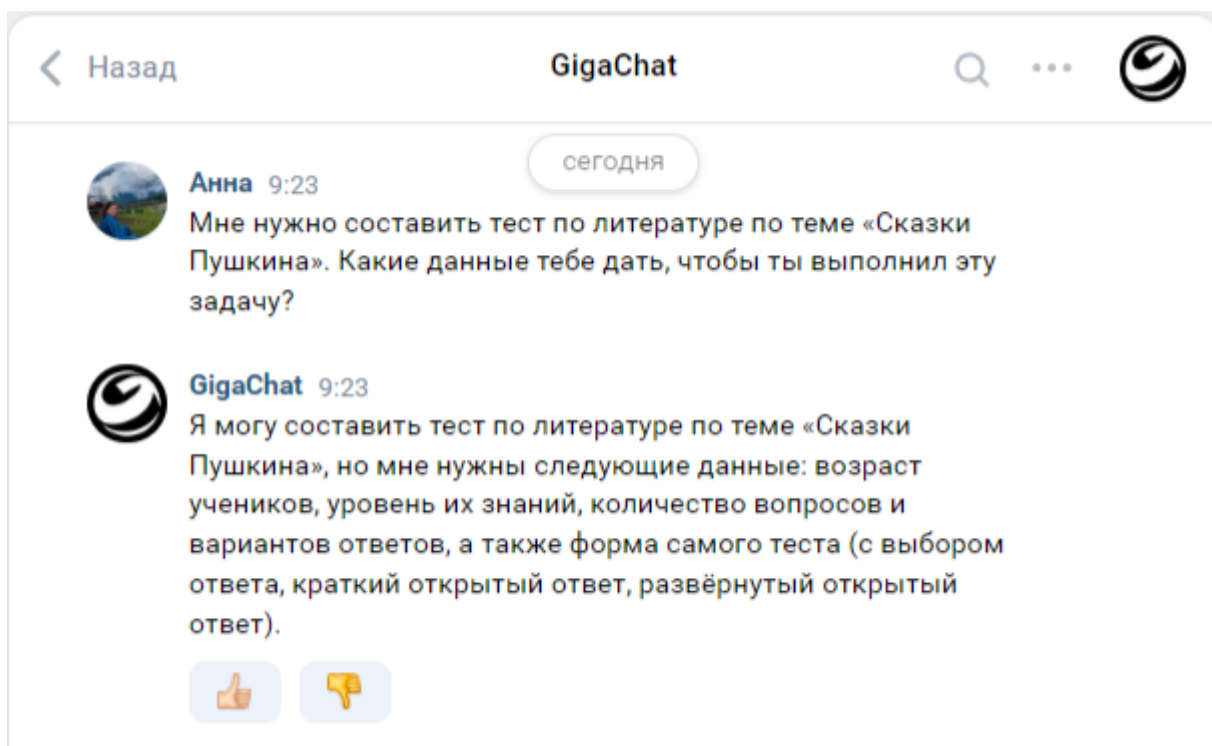 Назад
GigaChat
сегодня
Анна 9:23
Мне нужно составить тест по литературе по теме «Сказки
Пушкина». Какие данные тебе дать, чтобы ты выполнил эту
задачу?
GigaChat 9:23
Я могу составить тест по литературе по теме «Сказки
Пушкина», но мне нужны следующие данные: возраст
учеников, уровень их знаний, количество вопросов и
вариантов ответов, а также форма самого теста (с выбором
ответа, краткий открытый ответ, развёрнутый открытый
ответ).